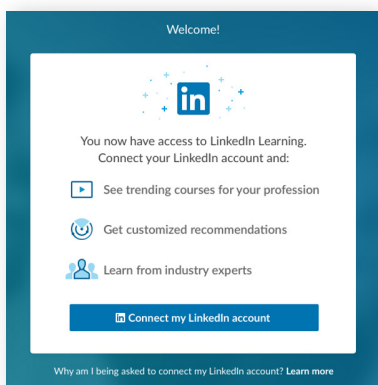 Welcome!
in
You now have access to LinkedIn Learning.
Connect your LinkedIn account and:
See trending courses for your profession
Get customized recommendations
Learn from industry experts
in Connect my LinkedIn account
Why am I being asked to connect my LinkedIn account? Learn more